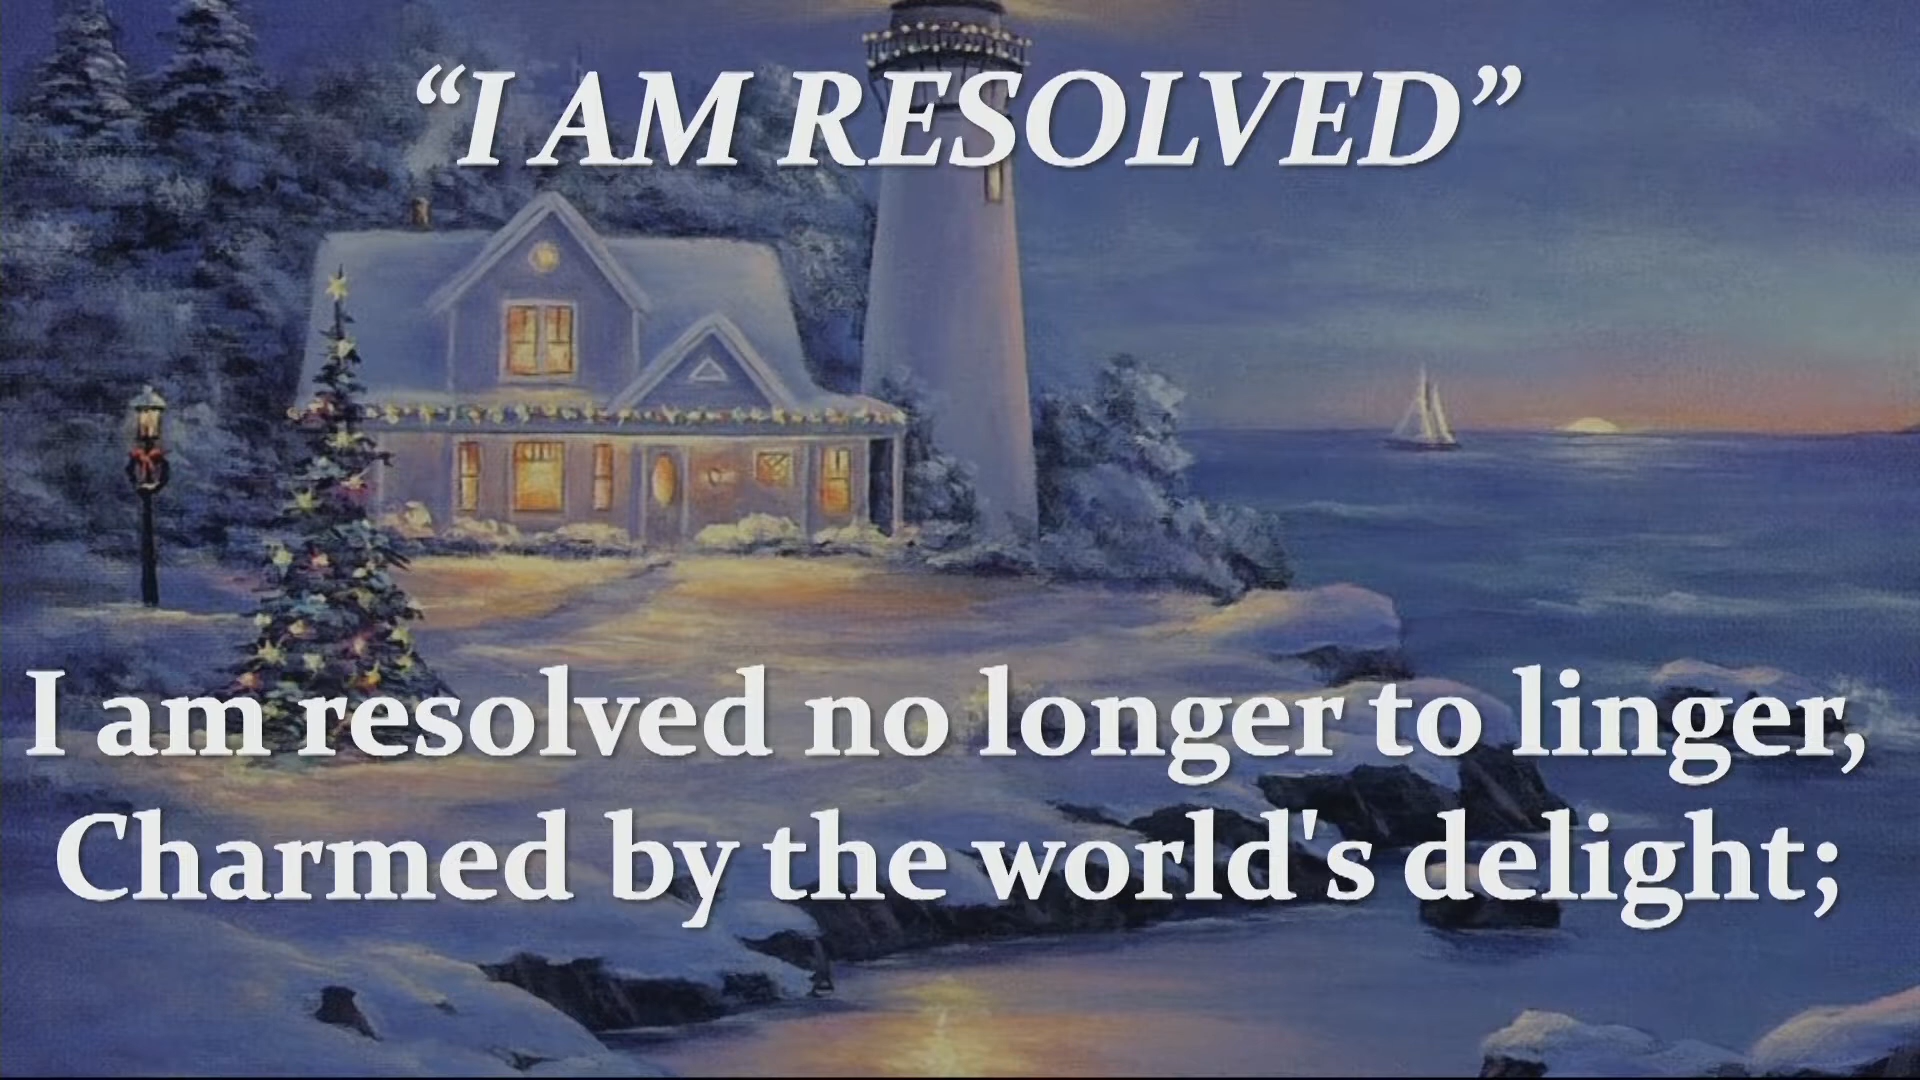 “I AM RESOLVED”
I am resolved no longer to linger,
Charmed by the world's delight;